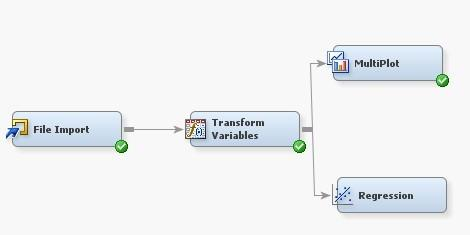 MultiPlot
File Import
Transform
Variables
Regression